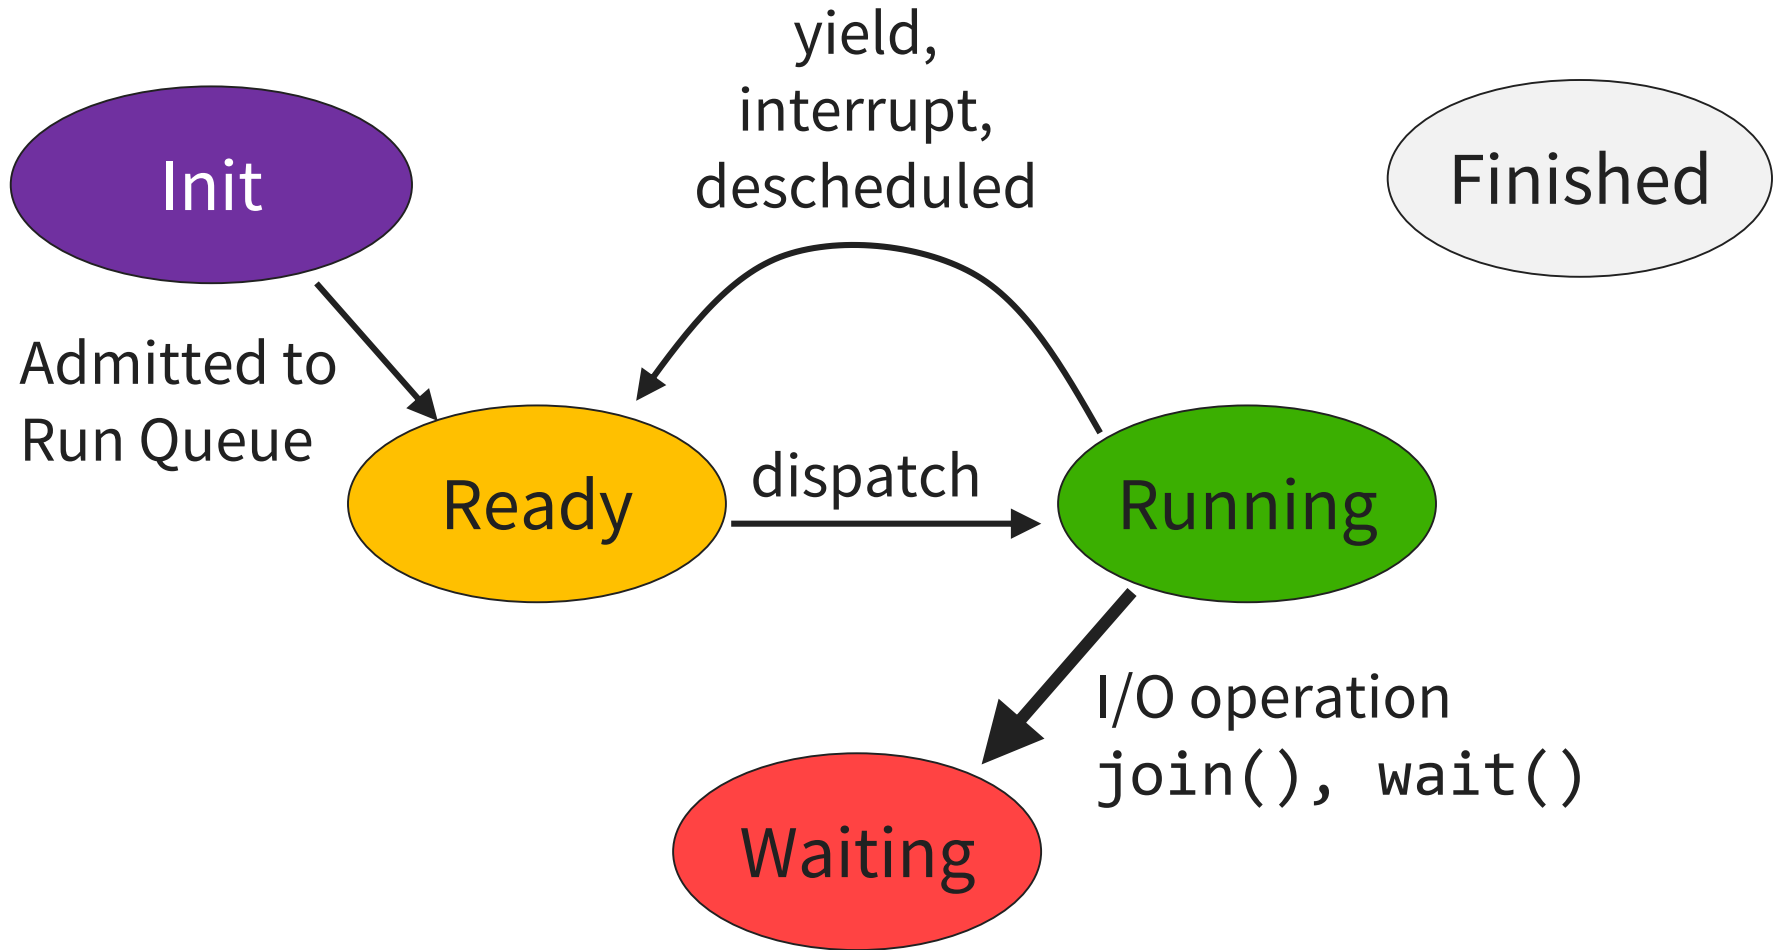 yield,
interrupt,
descheduled
Init
Finished
Admitted to
Run Queue
Ready
dispatch
Running
I/O operation
join(), wait()
Waiting